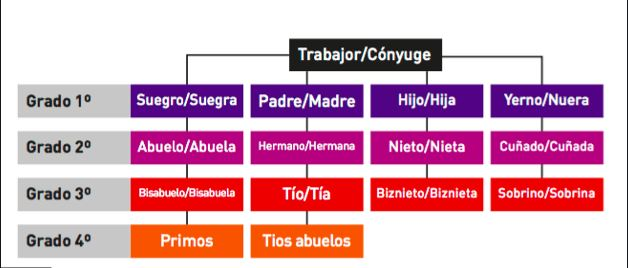 Trabajor/Cónyuge
Grado 1º Suegro/Suegra Padre/Madre Hijo/Hija Yerno/Nuera
Grado 2º Abuelo/Abuela Hermano/Hermana Nieto/Nieta Cuñado/Cuñada
Grado 3º Bisabuelo/Bisabuela Tío/Tía Biznieto/Biznieta Sobrino/Sobrina
Grado 4º Primos Tios abuelos